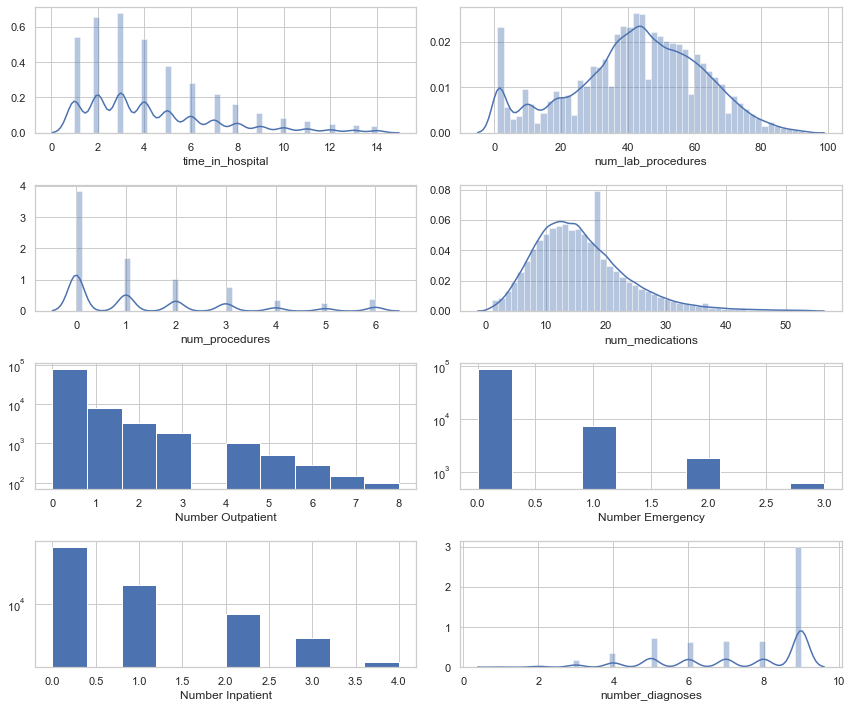 0.6
0.4
0.2
0.0
0 2 4 6 8 10 12 14
time_in_hospital
0.02
0.01
0.00
0 20 40 60 80 100
num_lab_procedures
4
3
2
1
0
0 1 2 3 4 5 6
num_procedures
0.08
0.06
0.04
0.02
0.00
0 10 20 30 40 50
num_medications
10⁵
10⁴
10³
10²
0 1 2 3 4 5 6 7 8
Number Outpatient
10⁵
10⁴
10³
0.0 0.5 1.0 1.5 2.0 2.5 3.0
Number Emergency
10⁴
0.0 0.5 1.0 1.5 2.0 2.5 3.0 3.5 4.0
Number Inpatient
3
2
1
0
0 2 4 6 8 10
number_diagnoses